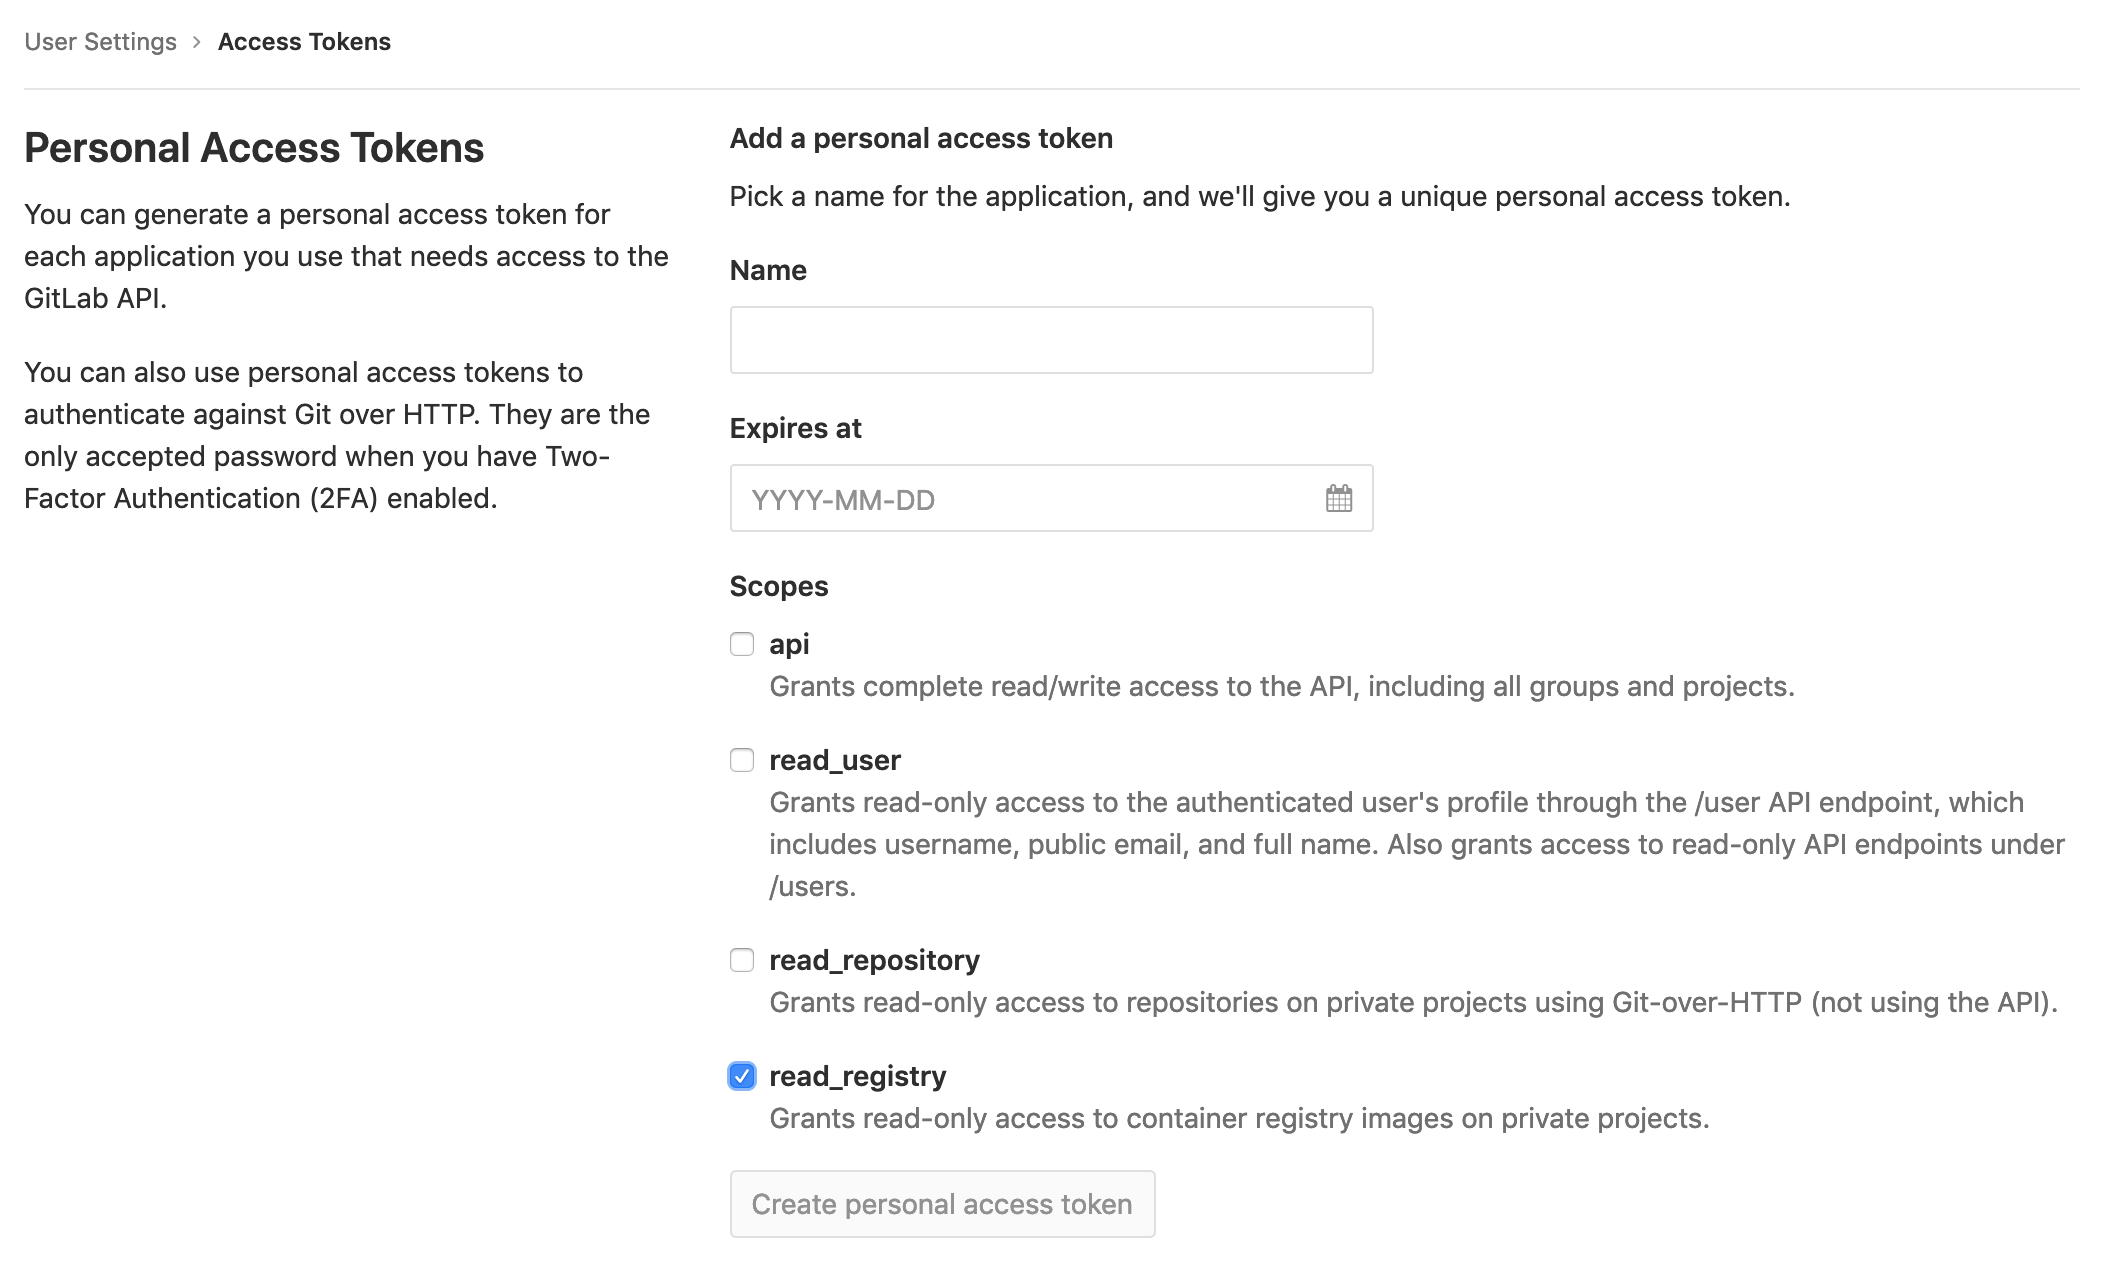 User Settings › Access Tokens
Personal Access Tokens
You can generate a personal access token for
each application you use that needs access to the
GitLab API.
You can also use personal access tokens to
authenticate against Git over HTTP. They are the
only accepted password when you have Two-
Factor Authentication (2FA) enabled.
Add a personal access token
Pick a name for the application, and we'll give you a unique personal access token.
Name
Expires at
YYYY-MM-DD
Scopes
api
Grants complete read/write access to the API, including all groups and projects.
read_user
Grants read-only access to the authenticated user's profile through the /user API endpoint, which
includes username, public email, and full name. Also grants access to read-only API endpoints under
/users.
read_repository
Grants read-only access to repositories on private projects using Git-over-HTTP (not using the API).
read_registry
Grants read-only access to container registry images on private projects.
Create personal access token